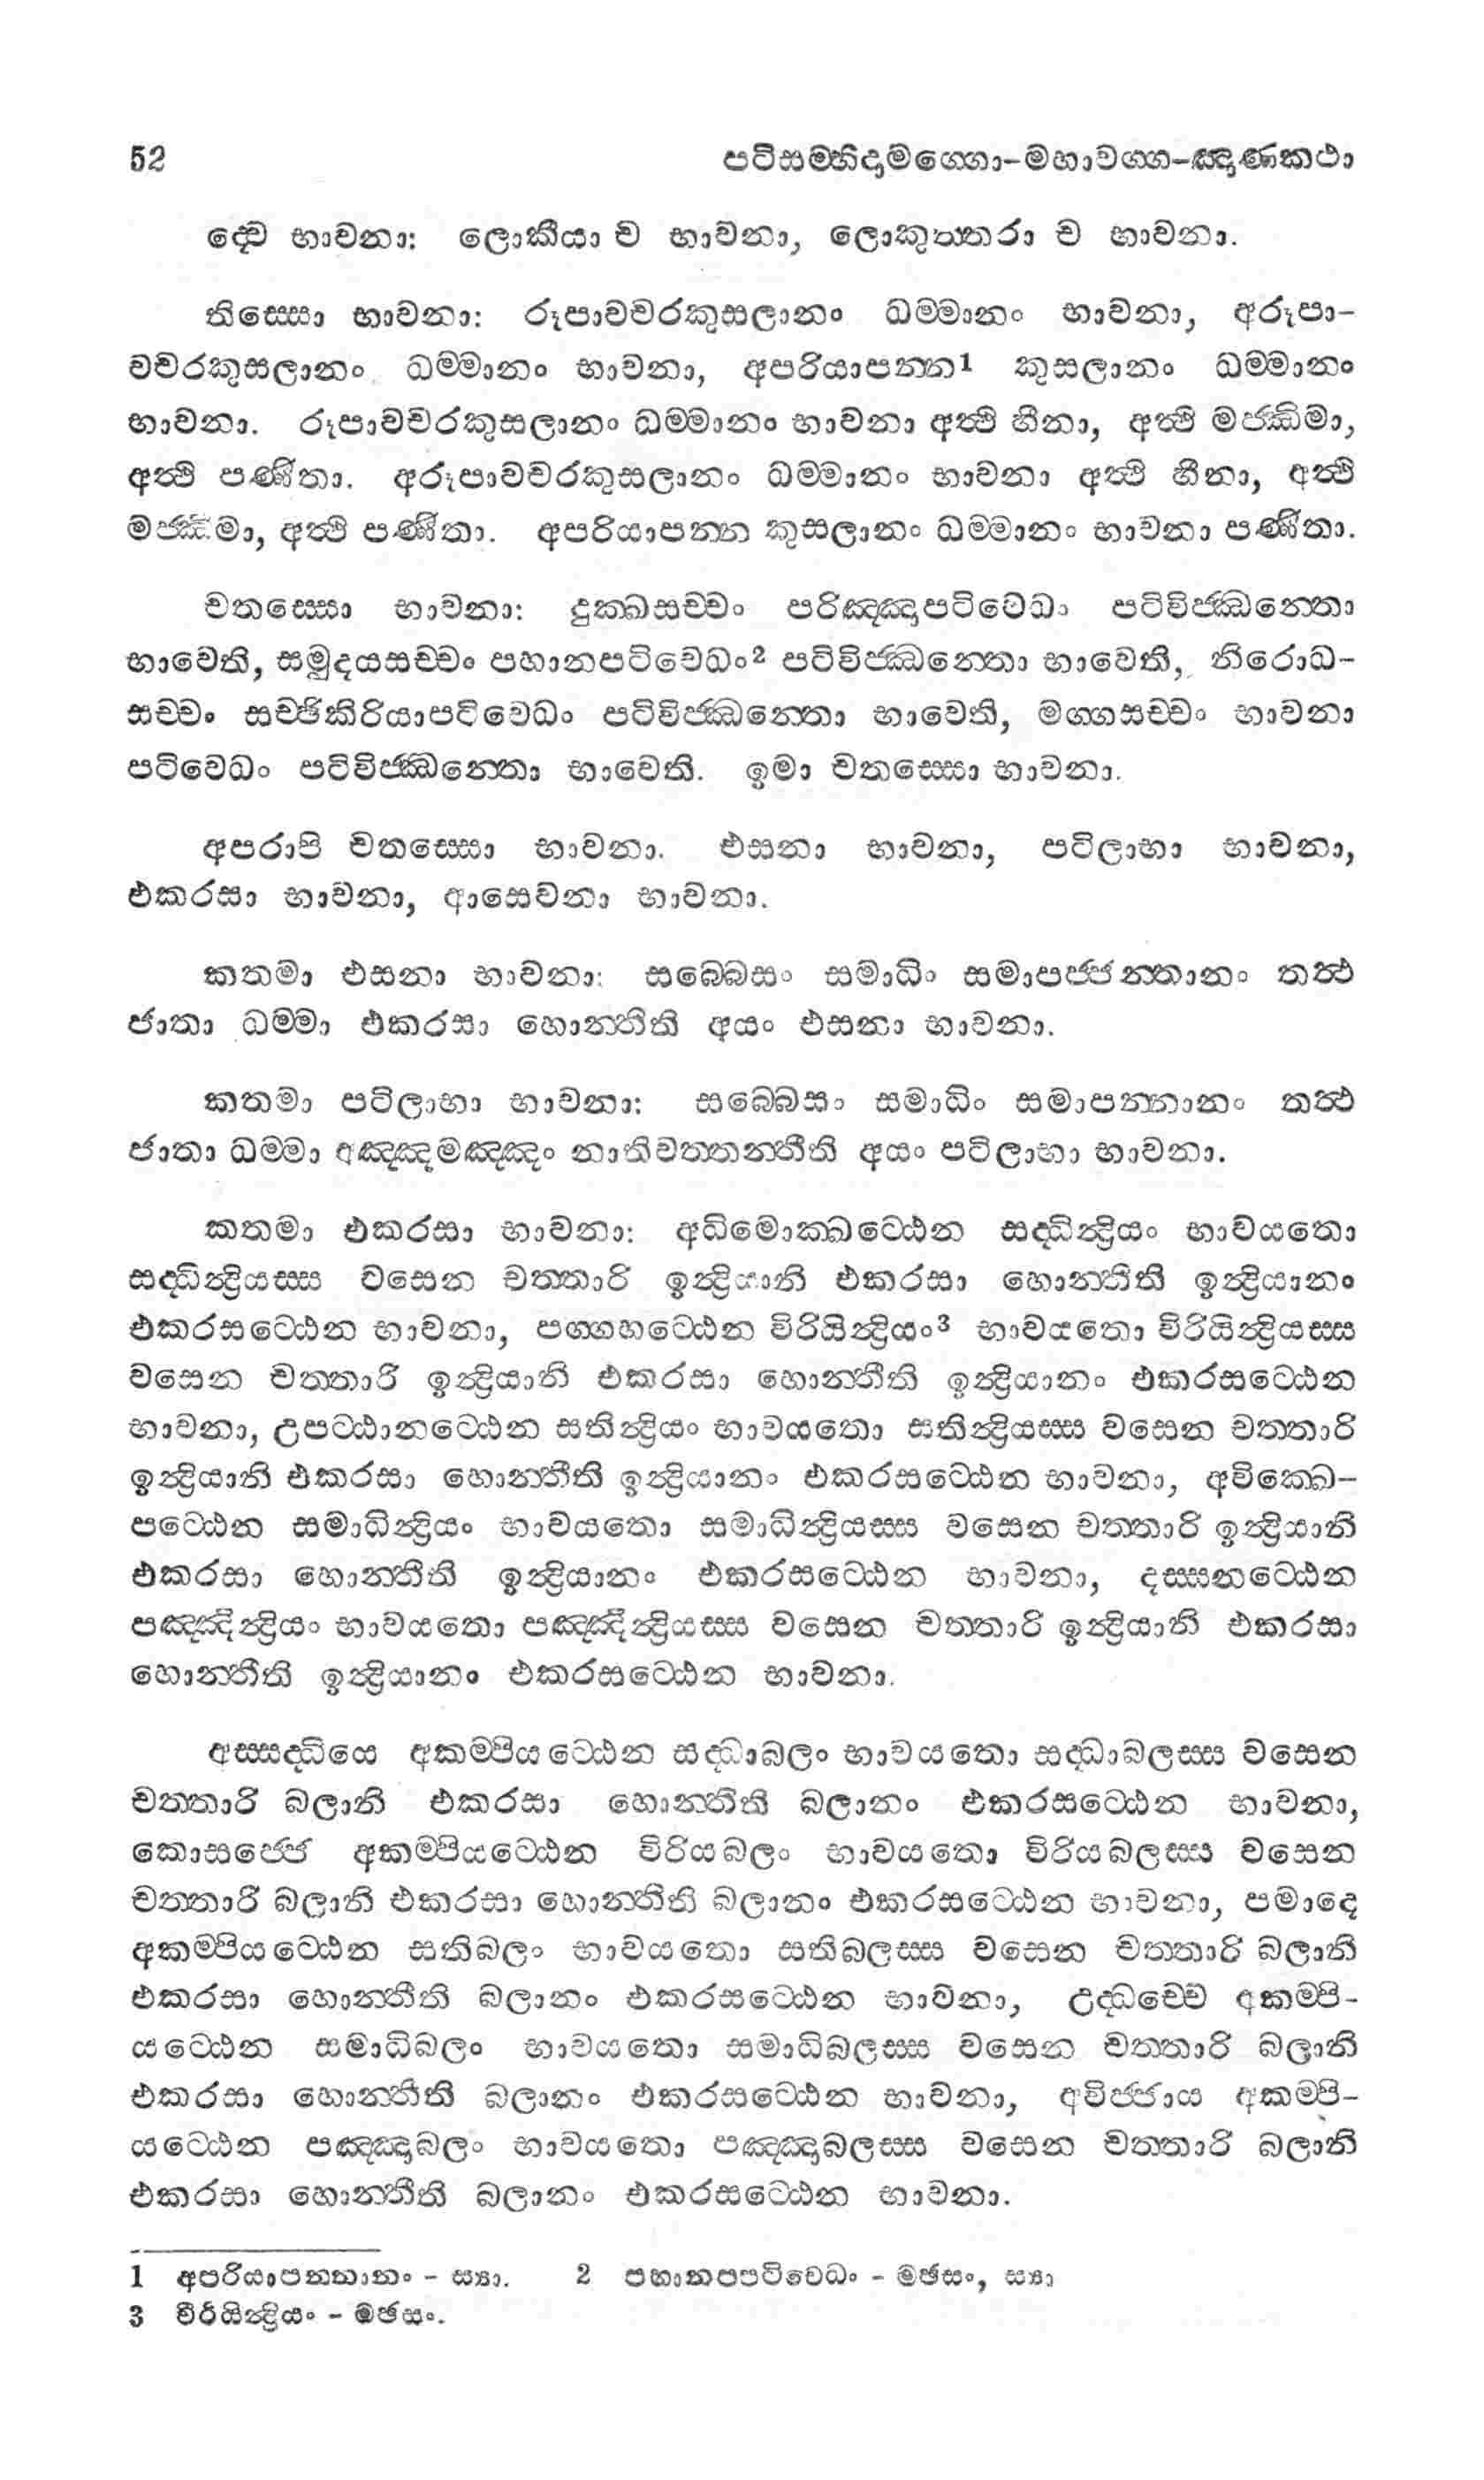 52 පටිසම්භිදාමග්ගො-මහාවග්ග-ඤාණකථා
ද්වෙ භාවනා: ලොකියා ච භාවනා, ලොකුත්තරා ච භාවනා.
තිස්සො භාවනා: රූපාවචරකුසලානං ධම්මානං භාවනා, අරූපා-
වචරකුසලානං ධම්මානං භාවනා, අපරියාපන්න1 කුසලානං ධම්මානං
භාවනා. රූපාවචරකුසලානං ධම්මානං භාවනා අත්ථි හීනා, අත්ථි මජ්ඣිමා,
අත්ථි පණීතා. අරූපාවචරකුසලානං ධම්මානං භාවනා අත්ථි හීනා, අත්ථි
මජ්ඣිමා, අත්ථි පණීතා. අපරියාපන්න කුසලානං ධම්මානං භාවනා පණීතා.
චතස්සො භාවනා: දුක්ඛසච්චං පරිඤ්ඤාපටිවෙධා පටිවිජ්ඣන්තො
භාවෙති, සමුදයසච්චං පහානපටිවෙධං2 පටිවිජ්ඣන්තො භාවෙති, නිරොධ-
සච්චං සච්ඡිකිරියාපටිවෙධං පටිවිජ්ඣන්තො භාවෙති, මග්ගසච්චං භාවනා
පටිවෙධං පටිවිජ්ඣන්තො භාවෙති. ඉමා චතස්සො භාවනා.
අපරාපි චතස්සො භාවනා. එසනා භාවනා, පටිලාභා භාවනා,
එකරසා භාවනා, ආසෙවනා භාවනා.
කතමා එසනා භාවනා: සබ්බෙසං සමාධිං සමාපජ්ජන්තානං තත්ථ
ජාතා ධම්මා එකරසා හොන්තීති අයං එසනා භාවනා.
කතමා පටිලාභා භාවනා: සබ්බෙසං සමාධිං සමාපන්නානං තත්ථ
ජාතා ධම්මා අඤ්ඤමඤ්ඤං නාතිවත්තන්තීති අයං පටිලාභා භාවනා.
කතමා එකරසා භාවනා: අධිමොක්ඛට්ඨෙන සද්ධින්ද්‍රියං භාවයතො
සද්ධින්ද්‍රියස්ස වසෙන චත්තාරි ඉන්ද්‍රියානි එකරසා හොන්තීති ඉන්ද්‍රියානං
එකරසට්ඨෙන භාවනා, පග්ගහට්ඨෙන විරියින්ද්‍රියං3 භාවයතො විරියින්ද්‍රියස්ස
වසෙන චත්තාරි ඉන්ද්‍රියානි එකරසා හොන්තීති ඉන්ද්‍රියානං එකරසට්ඨෙන
භාවනා, උපට්ඨානට්ඨෙන සතින්ද්‍රියං භාවයතො සතින්ද්‍රියස්ස වසෙන චත්තාරි
ඉන්ද්‍රියානි එකරසා හොන්තීති ඉන්ද්‍රියානං එකරසට්ඨෙන භාවනා, අවික්ඛෙ-
පට්ඨෙන සමාධින්ද්‍රියං භාවයතො සමාධින්ද්‍රියස්ස වසෙන චත්තාරි ඉන්ද්‍රියානි
එකරසා හොන්තීති ඉන්ද්‍රියානං එකරසට්ඨෙන භාවනා, දස්සනට්ඨෙන
පඤ්ඤින්ද්‍රියං භාවයතො පඤ්ඤින්ද්‍රියස්ස වසෙන චත්තාරි ඉන්ද්‍රියානි එකරසා
හොන්තීති ඉන්ද්‍රියානං එකරසට්ඨෙන භාවනා.
අස්සද්ධියෙ අකම්පියට්ඨෙන සද්ධාබලං භාවයතො සද්ධාබලස්ස වසෙන
චත්තාරි බලානි එකරසා හොන්තීති බලානං එකරසට්ඨෙන භාවනා,
කොසජ්ජෙ අකම්පියට්ඨෙන විරියබලං භාවයතො විරියබලස්ස වසෙන
චත්තාරි බලානි එකරසා හොන්තීති බලානං එකරසට්ඨෙන භාවනා, පමාදෙ
අකම්පියට්ඨෙන සතිබලං භාවයතො සතිබලස්ස වසෙන චත්තාරි බලානි
එකරසා හොන්තීති බලානං එකරසට්ඨෙන භාවනා, උද්ධච්චෙ අකම්පි-
යට්ඨෙන සමාධිබලං භාවයතො සමාධිබලස්ස වසෙන චත්තාරි බලානි
එකරසා හොන්තීති බලානං එකරසට්ඨෙන භාවනා, අවිජ්ජාය අකම්පි-
යට්ඨෙන පඤ්ඤාබලං භාවයතො පඤ්ඤාබලස්ස වසෙන චත්තාරි බලානි
එකරසා හොන්තීති බලානං එකරසට්ඨෙන භාවනා.
1 අපරියාපන්නානං - ස්‍යා. 2 පහානප්පටිවෙධං - මඡසං, ස්‍යා
3 වීරියින්ද්‍රියං - මඡසං.